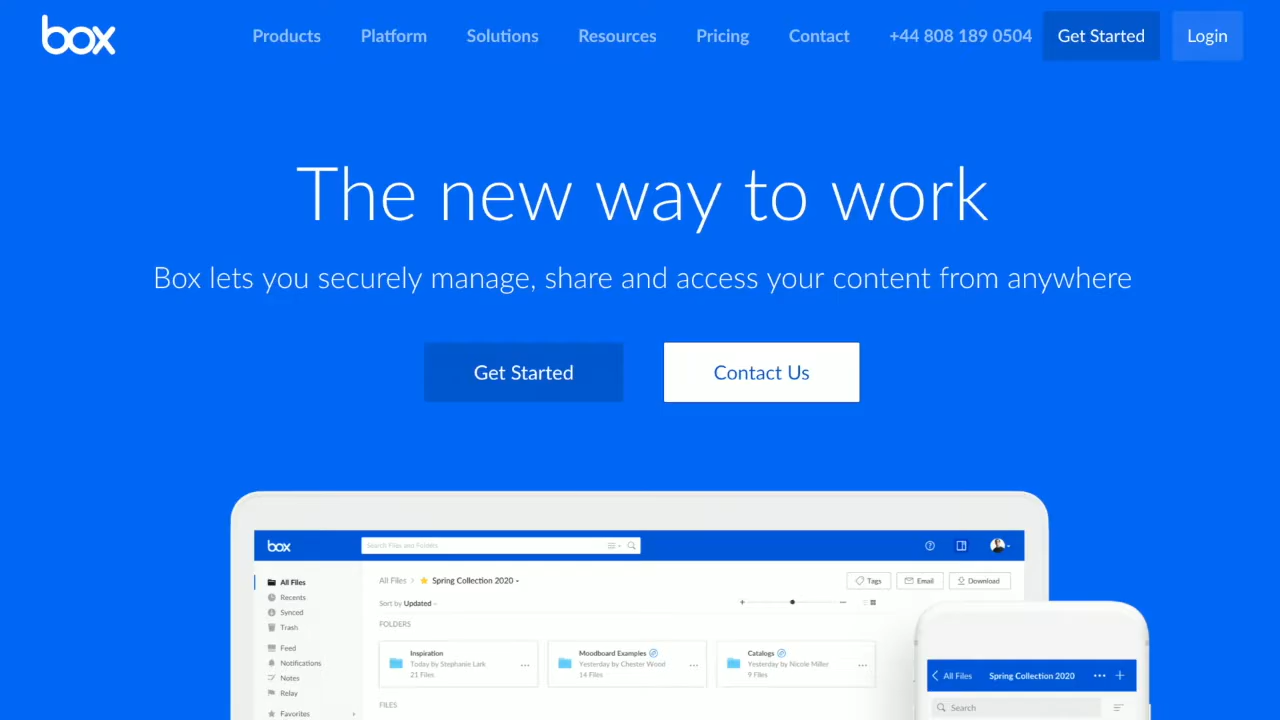 box
Products Platform Solutions Resources Pricing Contact +44 808 189 0504 Get Started Login
The new way to work
Box lets you securely manage, share and access your content from anywhere
Get Started Contact Us
box Search Files and Folders
All Files
Recents
Synced
Trash
Feed
Notifications
Notes
Relay
Favorites
All Files Spring Collection 2020
Tags Email Download
Sort by Updated
FOLDERS
Inspiration
Today by Stephanie Lark
21 Files
Moodboard Examples
Yesterday by Chester Wood
14 Files
Catalogs
Yesterday by Nicole Miller
9 Files
FILES
All Files Spring Collection 2020
Search